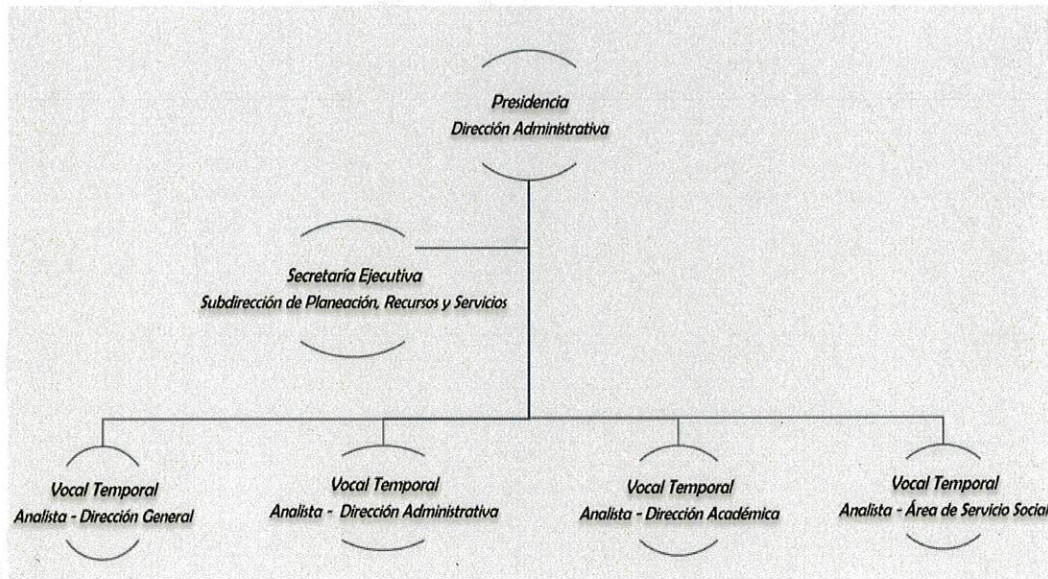 Presidencia
Dirección Administrativa
Secretaría Ejecutiva
Subdirección de Planeación, Recursos y Servicios
Vocal Temporal
Analista - Dirección General
Vocal Temporal
Analista - Dirección Administrativa
Vocal Temporal
Analista - Dirección Académica
Vocal Temporal
Analista - Área de Servicio Social